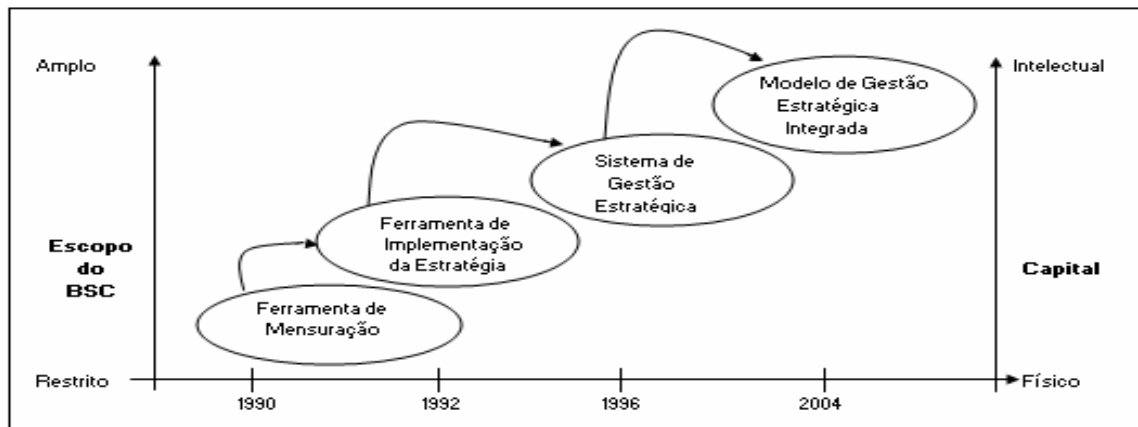 Amplo
Intelectual
Modelo de Gestão
Estratégica
Integrada
Sistema de
Gestão
Estratégica
Ferramenta de
Implementação
da Estratégia
Escopo
do
BSC
Capital
Ferramenta de
Mensuração
Restrito
Físico
1990
1992
1996
2004